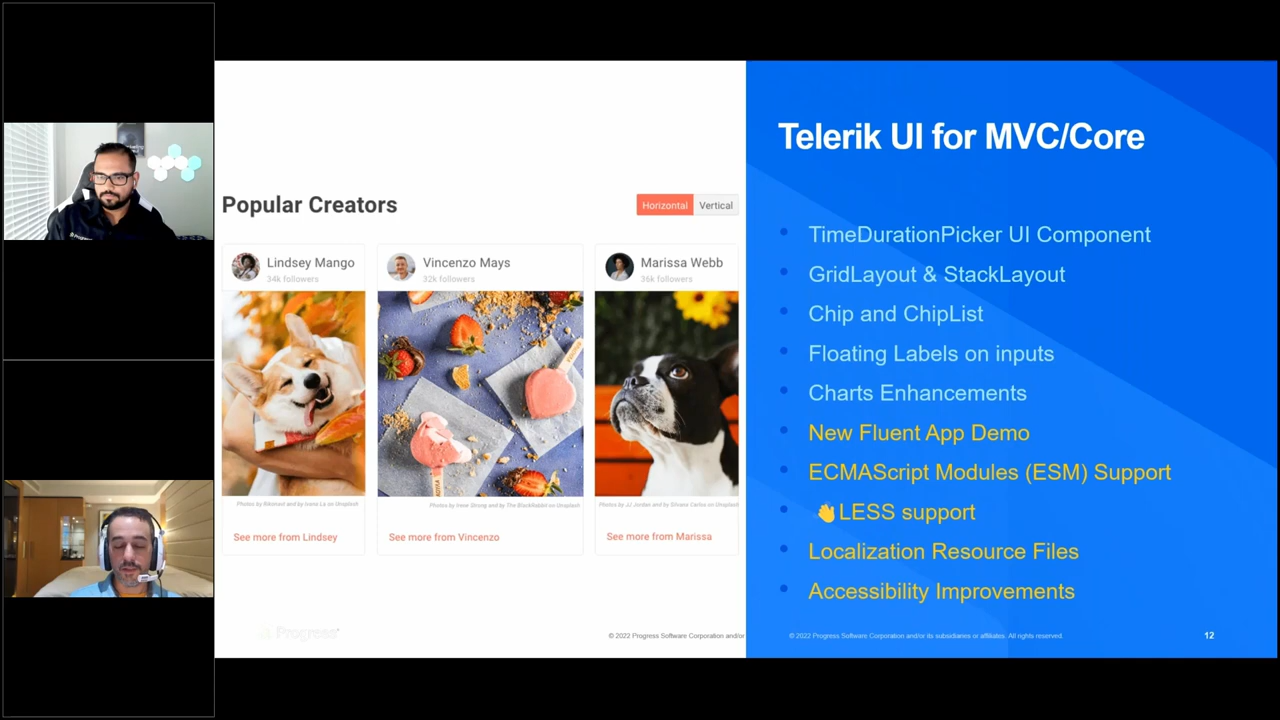 Telerik UI for MVC/Core
Popular Creators
Horizontal
Vertical
Lindsey Mango
34k followers
Vincenzo Mays
32k followers
Marissa Webb
36k followers
Photos by Rikonavt and by Ioana La on Unsplash
Photos by Irene Strong and by The Blacklabelt on Unsplash
Photos by JJ Jordan and by Silvana Carlos on Unsplash
See more from Lindsey
See more from Vincenzo
See more from Marissa
• TimeDurationPicker UI Component
• GridLayout & StackLayout
• Chip and ChipList
• Floating Labels on inputs
• Charts Enhancements
• New Fluent App Demo
• ECMAScript Modules (ESM) Support
• 👋LESS support
• Localization Resource Files
• Accessibility Improvements
Progress
© 2022 Progress Software Corporation and/or
© 2022 Progress Software Corporation and/or its subsidiaries or affiliates. All rights reserved.
12